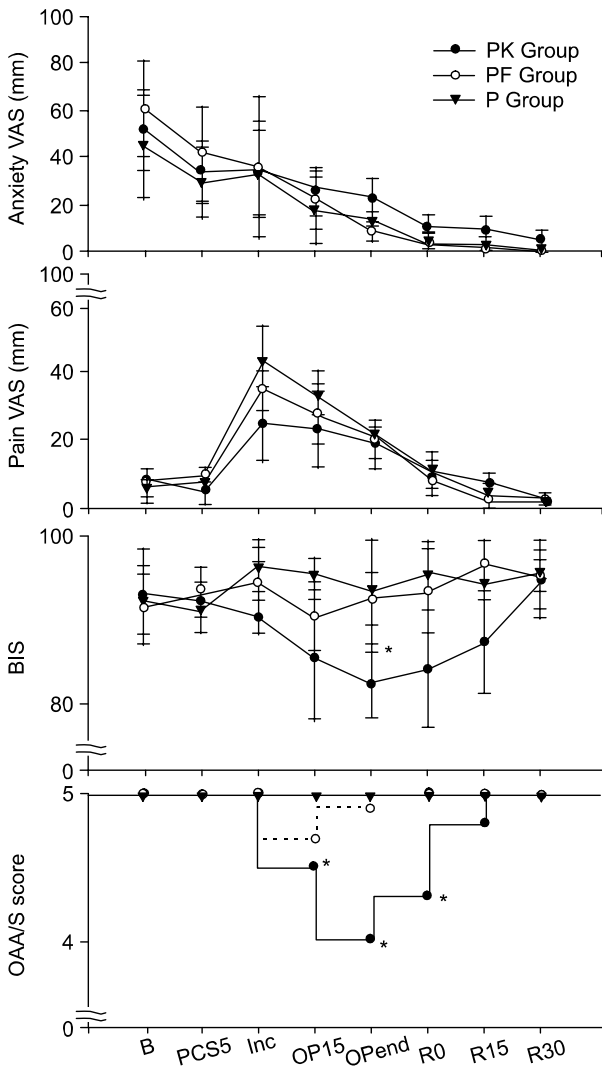 100
80
60
40
20
0
Anxiety VAS (mm)
PK Group
PF Group
P Group
100
60
40
20
0
Pain VAS (mm)
100
80
0
BIS
*
5
4
0
OAA/S score
*
*
*
B PCS5 Inc OP15 OPend R0 R15 R30